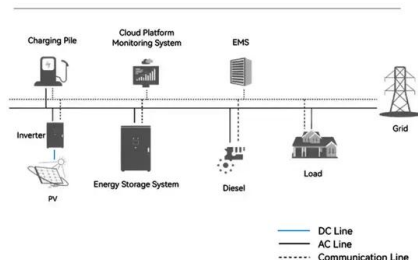 Charging Pile
Cloud Platform
Monitoring System
EMS
Grid
Inverter
PV
Energy Storage System
Diesel
Load
DC Line
AC Line
Communication Line